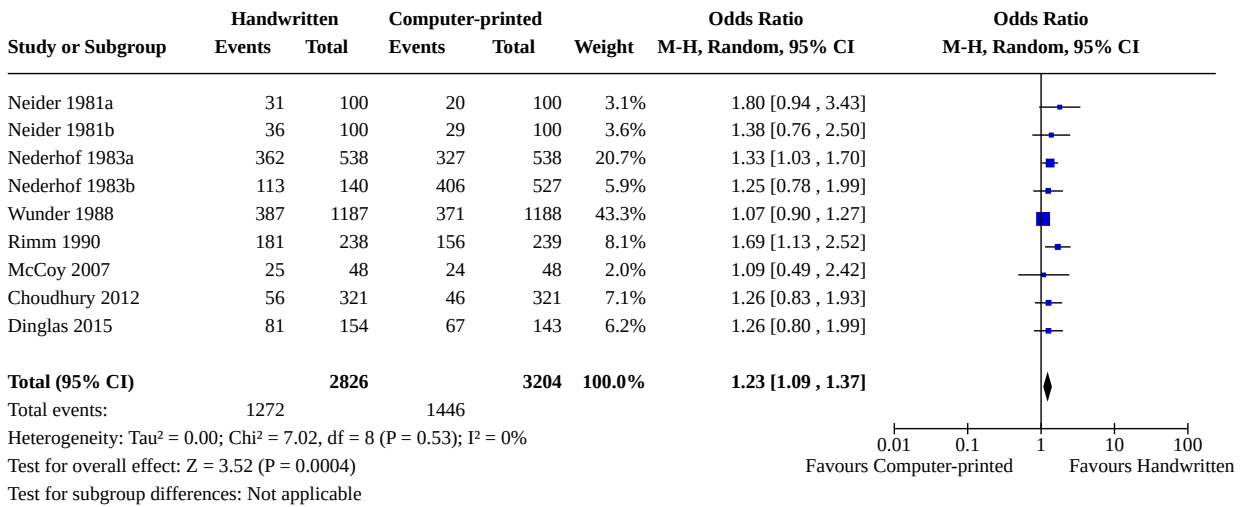 Handwritten Computer-printed Odds Ratio Odds Ratio
Study or Subgroup Events Total Events Total Weight M-H, Random, 95% CI M-H, Random, 95% CI
Neider 1981a 31 100 20 100 3.1% 1.80 [0.94 , 3.43]
Neider 1981b 36 100 29 100 3.6% 1.38 [0.76 , 2.50]
Nederhof 1983a 362 538 327 538 20.7% 1.33 [1.03 , 1.70]
Nederhof 1983b 113 140 406 527 5.9% 1.25 [0.78 , 1.99]
Wunder 1988 387 1187 371 1188 43.3% 1.07 [0.90 , 1.27]
Rimm 1990 181 238 156 239 8.1% 1.69 [1.13 , 2.52]
McCoy 2007 25 48 24 48 2.0% 1.09 [0.49 , 2.42]
Choudhury 2012 56 321 46 321 7.1% 1.26 [0.83 , 1.93]
Dinglas 2015 81 154 67 143 6.2% 1.26 [0.80 , 1.99]
Total (95% CI) 2826 3204 100.0% 1.23 [1.09 , 1.37]
Total events: 1272 1446
Heterogeneity: Tau² = 0.00; Chi² = 7.02, df = 8 (P = 0.53); I² = 0%
0.01 0.1 1 10 100
Test for overall effect: Z = 3.52 (P = 0.0004) Favours Computer-printed Favours Handwritten
Test for subgroup differences: Not applicable